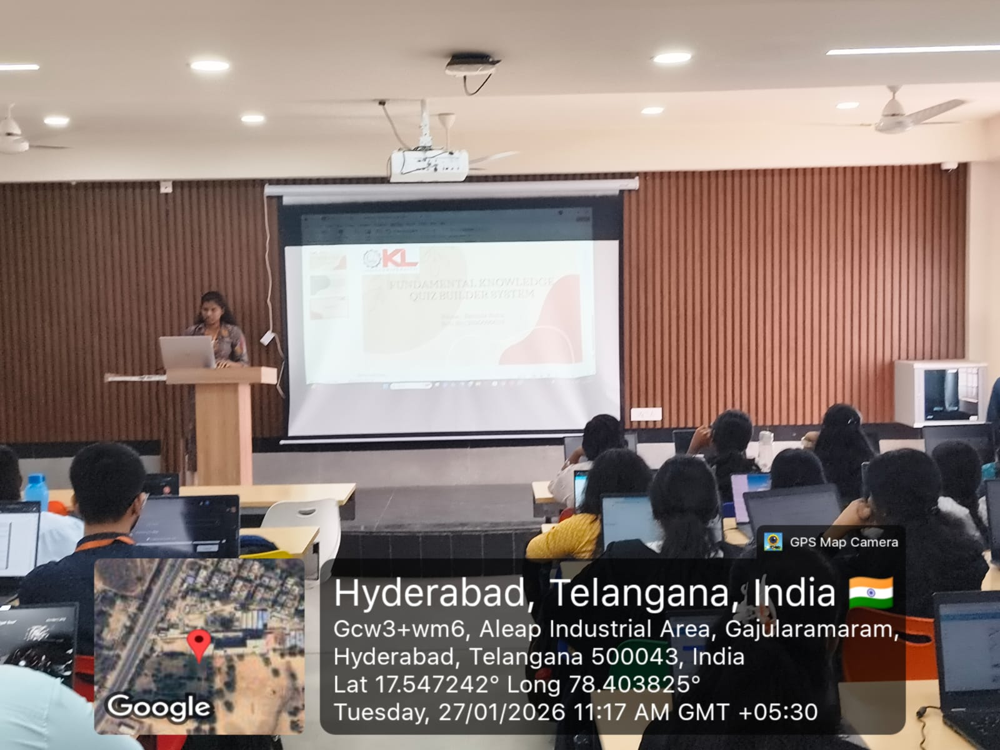 KL
FUNDAMENTAL KNOWLEDGE
QUIZ BUILDER SYSTEM
GPS Map Camera
Hyderabad, Telangana, India
Gcw3+wm6, Aleap Industrial Area, Gajularamaram,
Hyderabad, Telangana 500043, India
Lat 17.547242° Long 78.403825°
Tuesday, 27/01/2026 11:17 AM GMT +05:30
Google